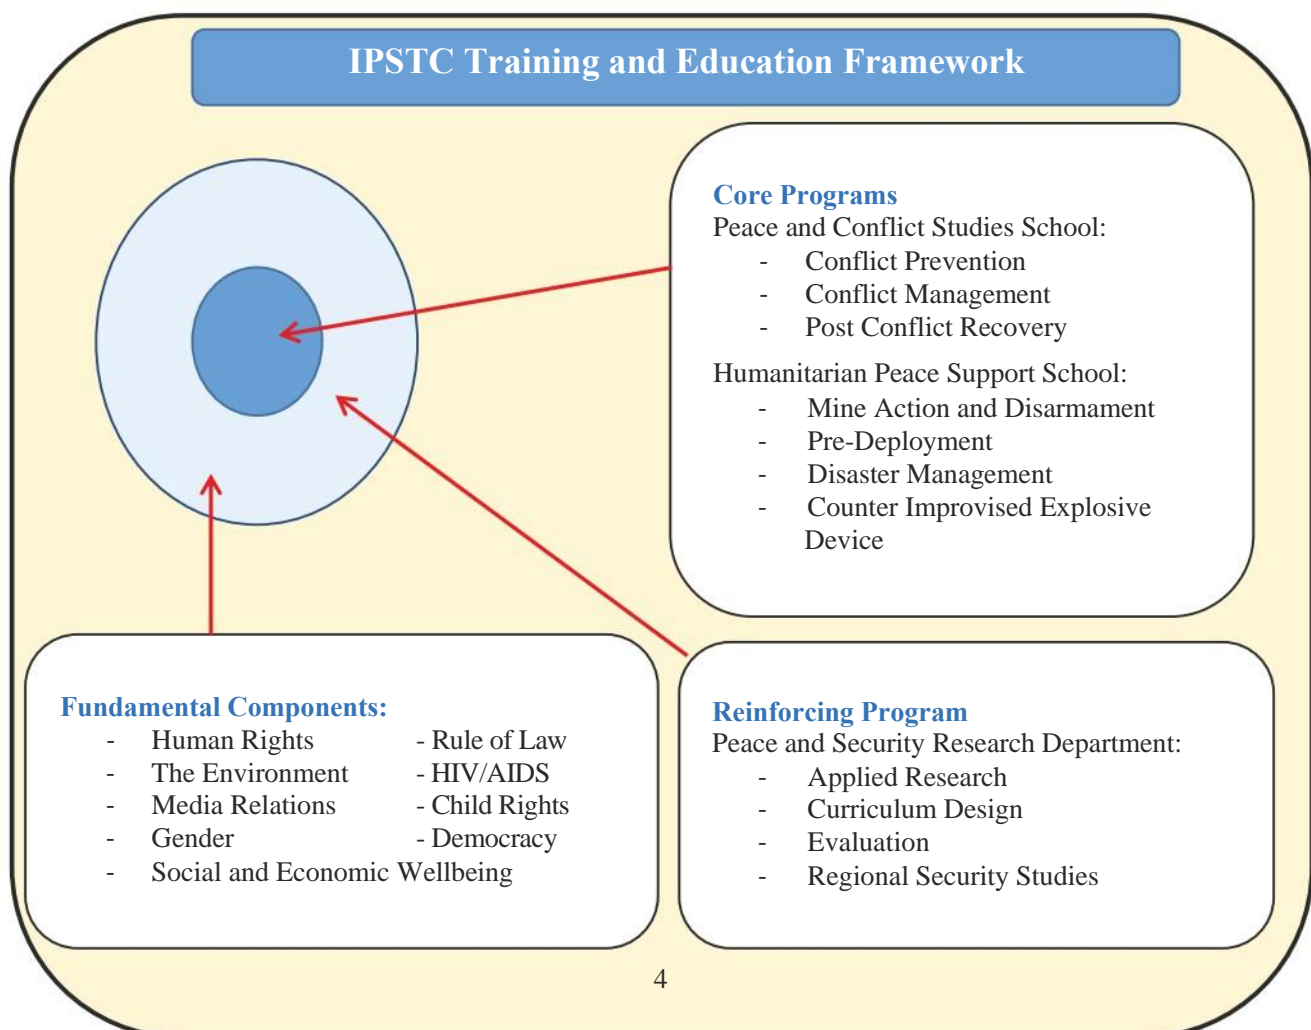 IPSTC Training and Education Framework
Core Programs
Peace and Conflict Studies School:
- Conflict Prevention
- Conflict Management
- Post Conflict Recovery
Humanitarian Peace Support School:
- Mine Action and Disarmament
- Pre-Deployment
- Disaster Management
- Counter Improvised Explosive
Device
Fundamental Components:
- Human Rights - Rule of Law
- The Environment - HIV/AIDS
- Media Relations - Child Rights
- Gender - Democracy
- Social and Economic Wellbeing
Reinforcing Program
Peace and Security Research Department:
- Applied Research
- Curriculum Design
- Evaluation
- Regional Security Studies
4